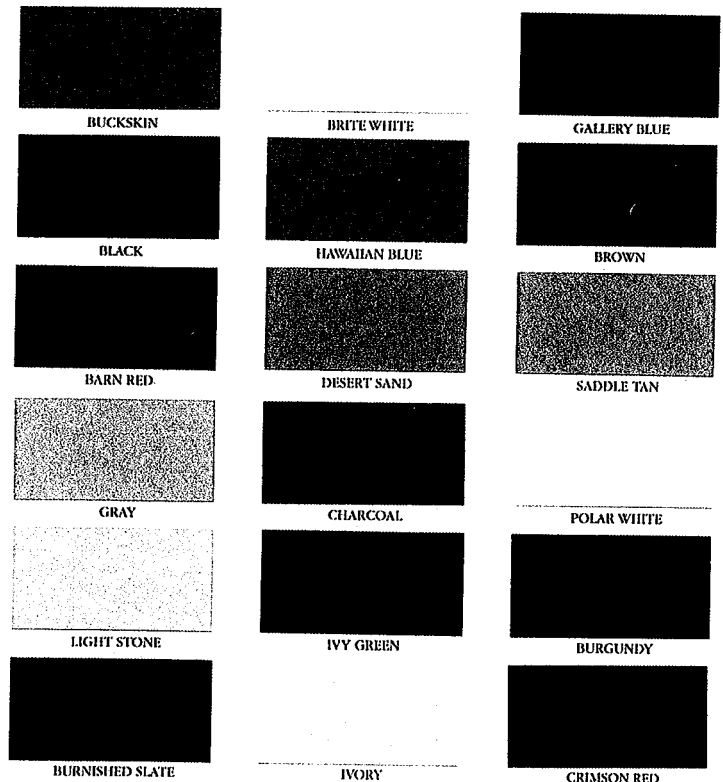 BUCKSKIN
BRITE WHITE
GALLERY BLUE
BLACK
HAWAIIAN BLUE
BROWN
BARN RED
DESERT SAND
SADDLE TAN
GRAY
CHARCOAL
POLAR WHITE
LIGHT STONE
IVY GREEN
BURGUNDY
BURNISHED SLATE
IVORY
CRIMSON RED